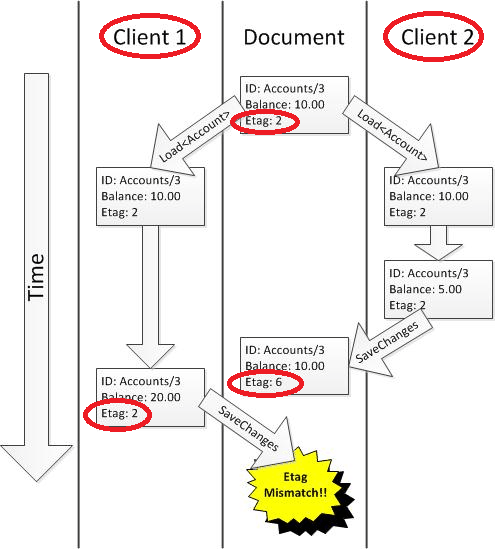 Client 1
Document
Client 2
ID: Accounts/3
Balance: 10.00
Etag: 2
Load<Account>
Load<Account>
ID: Accounts/3
Balance: 10.00
Etag: 2
ID: Accounts/3
Balance: 10.00
Etag: 2
Time
ID: Accounts/3
Balance: 5.00
Etag: 2
SaveChanges
ID: Accounts/3
Balance: 10.00
Etag: 6
ID: Accounts/3
Balance: 20.00
Etag: 2
SaveChanges
Etag
Mismatch!!